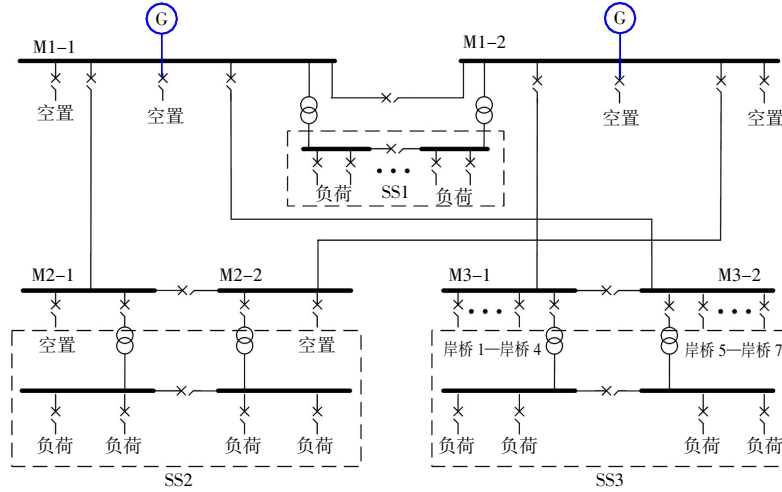 G
G
M1-1
M1-2
空置
空置
空置
空置
负荷
SS1
负荷
M2-1
M2-2
M3-1
M3-2
空置
空置
岸桥1—岸桥4
岸桥5—岸桥7
负荷
负荷
负荷
负荷
负荷
负荷
负荷
负荷
SS2
SS3